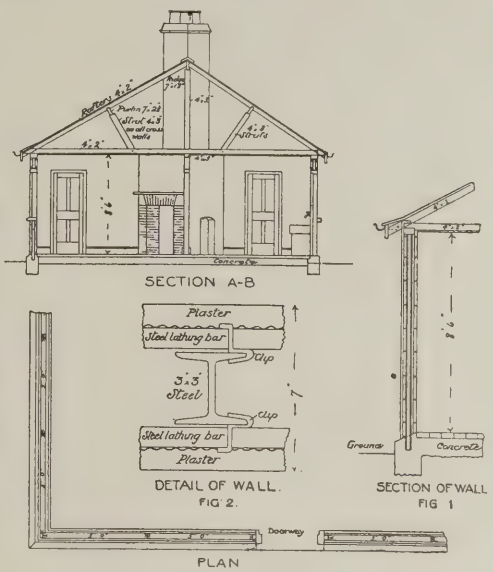 Rafters 4"x 2"
Purlin 7"x 2½"
Strut 4"x 3"
on all cross
walls
4"x 3"
struts
4"x 2"
8'6"
Concrete
SECTION A-B
Plaster
Steel lathing bar
Clip
3"x 3"
Steel
7"
Clip
Steel lathing bar
Plaster
DETAIL OF WALL.
FIG 2.
4"x 2"
8'6"
Ground
Concrete
SECTION OF WALL
FIG 1
Doorway
PLAN